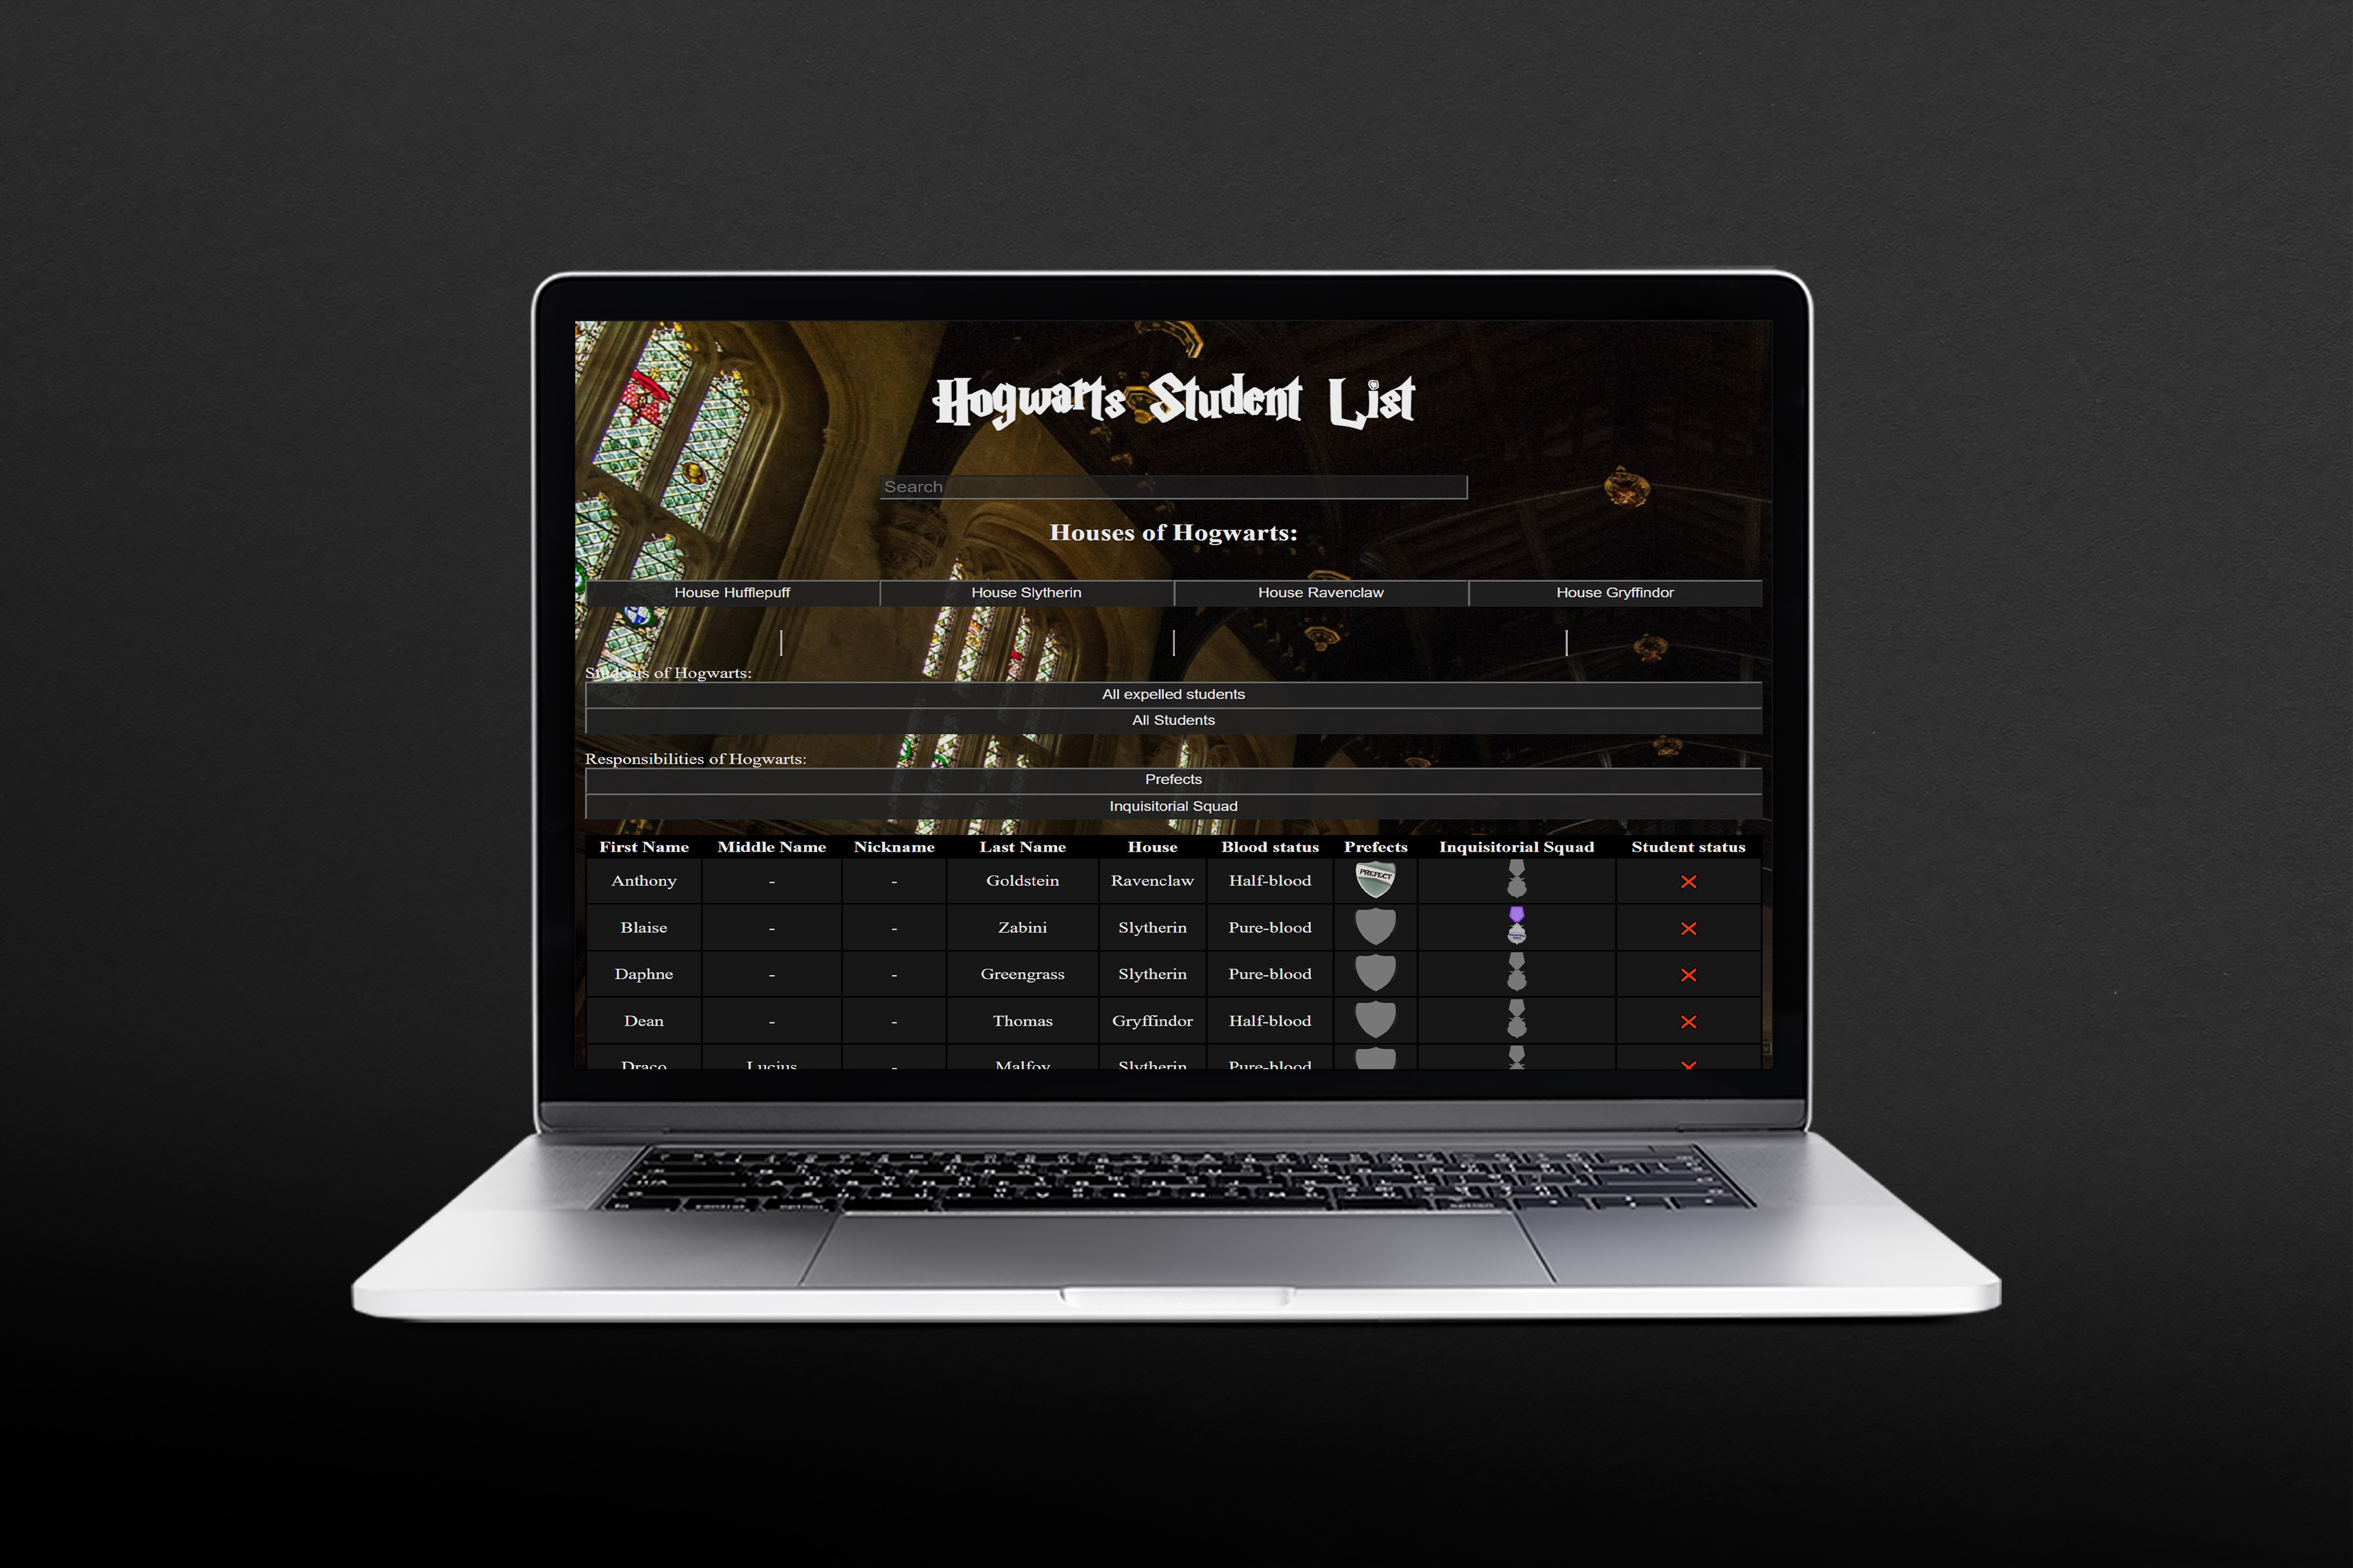 Hogwarts Student List
Search
Houses of Hogwarts:
House Hufflepuff House Slytherin House Ravenclaw House Gryffindor
Students of Hogwarts:
All expelled students
All Students
Responsibilities of Hogwarts:
Prefects
Inquisitorial Squad
First Name Middle Name Nickname Last Name House Blood status Prefects Inquisitorial Squad Student status
Anthony - - Goldstein Ravenclaw Half-blood PREFECT
Blaise - - Zabini Slytherin Pure-blood
Daphne - - Greengrass Slytherin Pure-blood
Dean - - Thomas Gryffindor Half-blood
Draco Lucius - Malfoy Slytherin Pure-blood